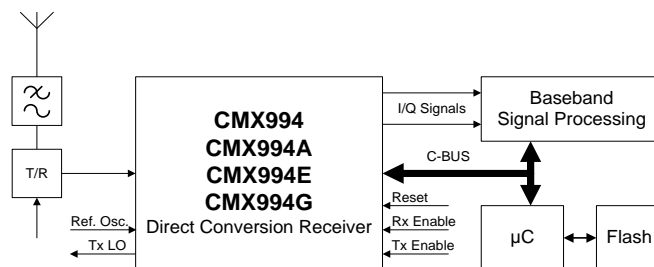 CMX994
CMX994A
CMX994E
CMX994G
Direct Conversion Receiver
T/R
Ref. Osc.
Tx LO
I/Q Signals
C-BUS
Reset
Rx Enable
Tx Enable
Baseband
Signal Processing
µC
Flash